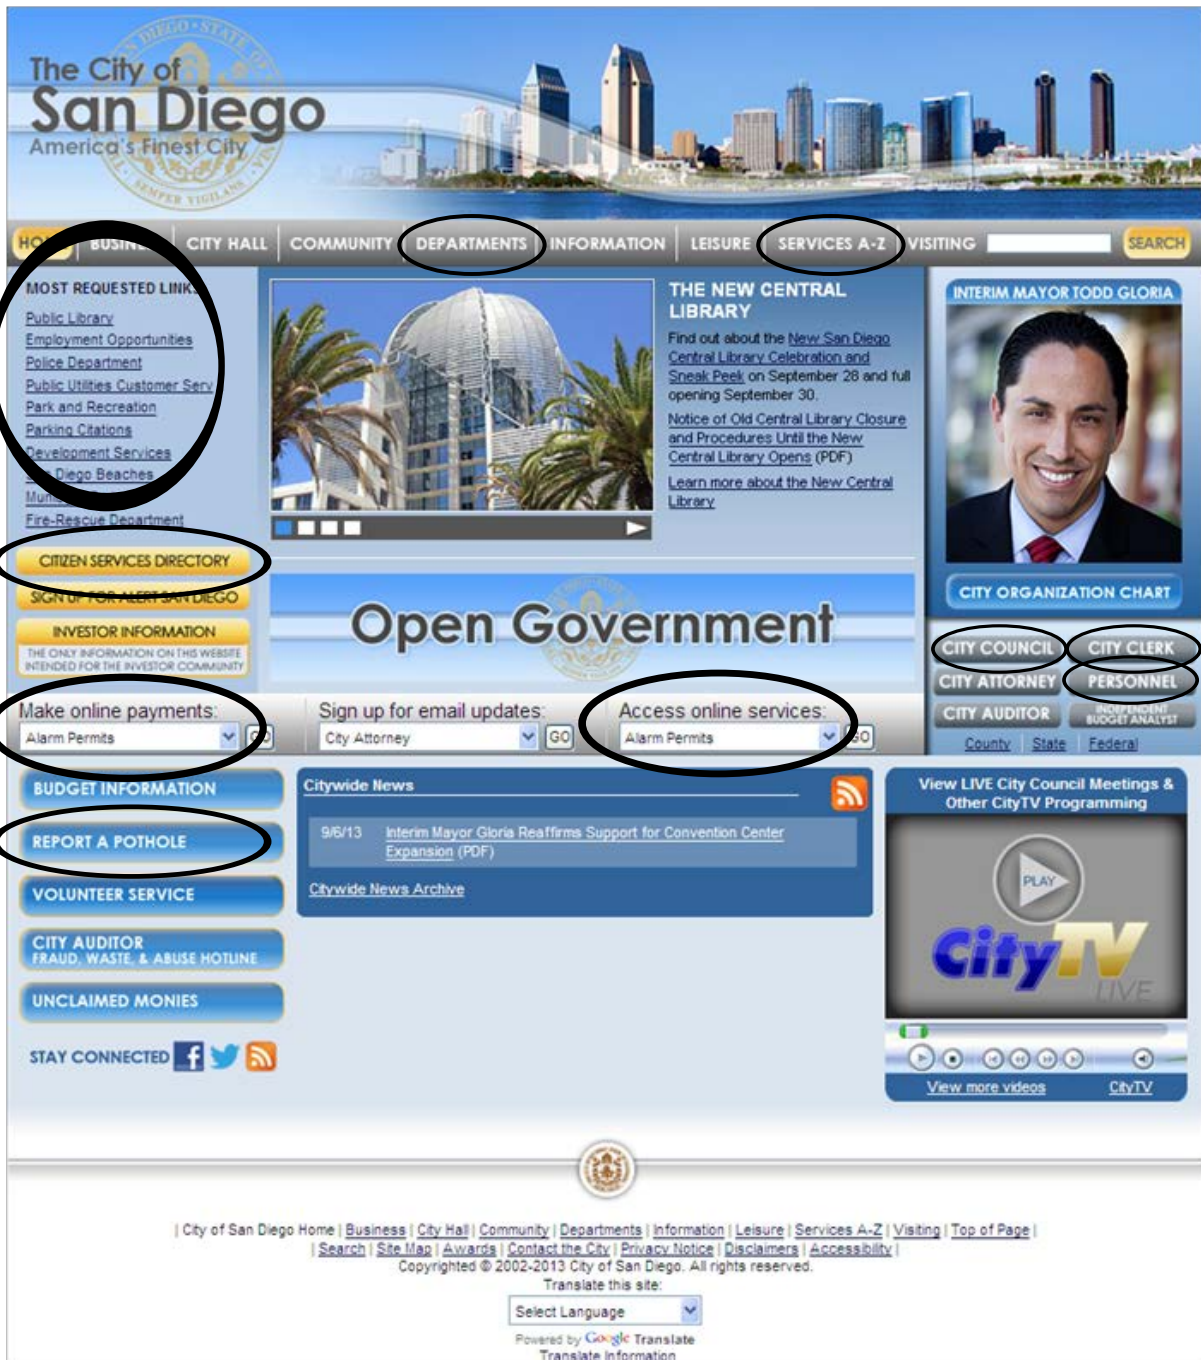 The City of
San Diego
America's Finest City
HOME BUSINESS CITY HALL COMMUNITY DEPARTMENTS INFORMATION LEISURE SERVICES A-Z VISITING SEARCH
MOST REQUESTED LINKS
Public Library
Employment Opportunities
Police Department
Public Utilities Customer Serv
Park and Recreation
Parking Citations
Development Services
San Diego Beaches
Fire-Rescue Department
CITIZEN SERVICES DIRECTORY
SIGN UP FOR ALERT SAN DIEGO
INVESTOR INFORMATION
THE ONLY INFORMATION ON THIS WEBSITE
INTENDED FOR THE INVESTOR COMMUNITY
THE NEW CENTRAL
LIBRARY
Find out about the New San Diego
Central Library Celebration and
Sneak Peek on September 28 and full
opening September 30.
Notice of Old Central Library Closure
and Procedures Until the New
Central Library Opens (PDF)
Learn more about the New Central
Library
Open Government
INTERIM MAYOR TODD GLORIA
CITY ORGANIZATION CHART
CITY COUNCIL CITY CLERK
CITY ATTORNEY PERSONNEL
CITY AUDITOR INDEPENDENT
BUDGET ANALYST
County State Federal
Make online payments: Sign up for email updates: Access online services:
Alarm Permits GO City Attorney GO Alarm Permits GO
BUDGET INFORMATION
REPORT A POTHOLE
VOLUNTEER SERVICE
CITY AUDITOR
FRAUD, WASTE, & ABUSE HOTLINE
UNCLAIMED MONIES
STAY CONNECTED
Citywide News
9/6/13 Interim Mayor Gloria Reaffirms Support for Convention Center
Expansion (PDF)
Citywide News Archive
View LIVE City Council Meetings &
Other CityTV Programming
PLAY
CityTV
LIVE
View more videos CityTV
| City of San Diego Home | Business | City Hall | Community | Departments | Information | Leisure | Services A-Z | Visiting | Top of Page |
| Search | Site Map | Awards | Contact the City | Privacy Notice | Disclaimers | Accessibility |
Copyrighted © 2002-2013 City of San Diego. All rights reserved.
Translate this site:
Select Language
Powered by Google Translate
Translate Information